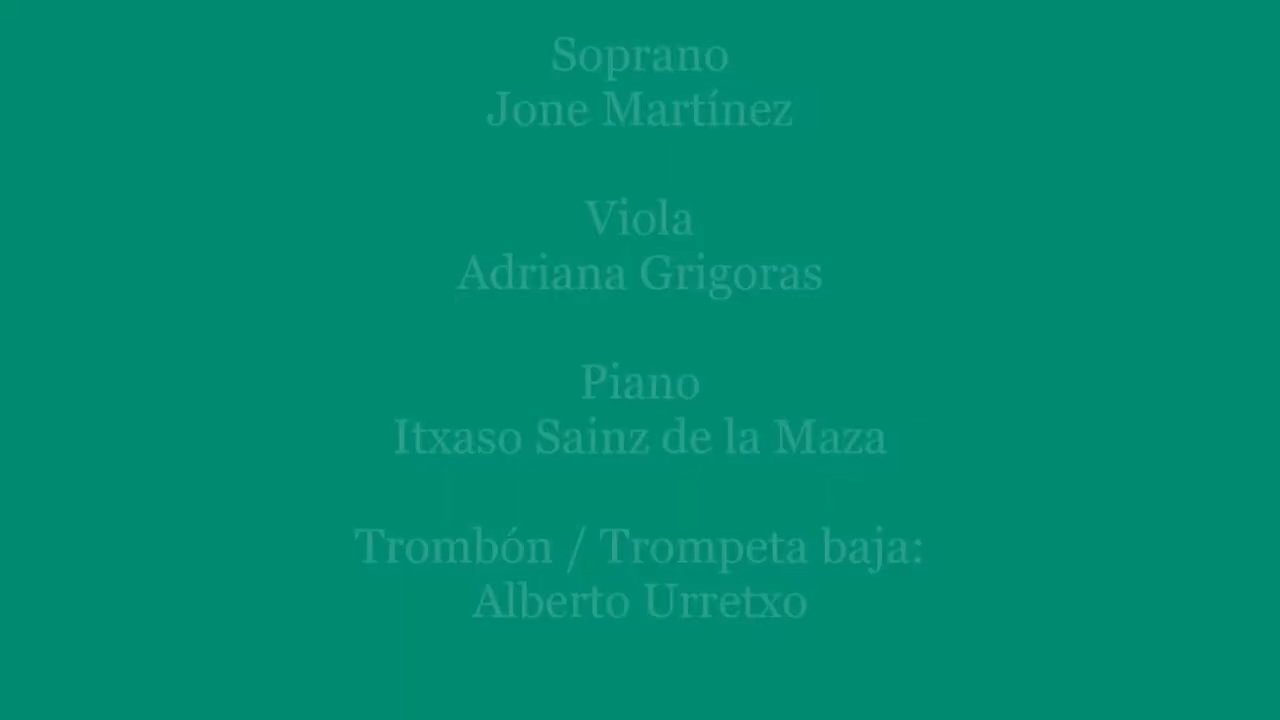 Soprano
Jone Martínez
Viola
Adriana Grigoras
Piano
Itxaso Sainz de la Maza
Trombón / Trompeta baja:
Alberto Urretxo